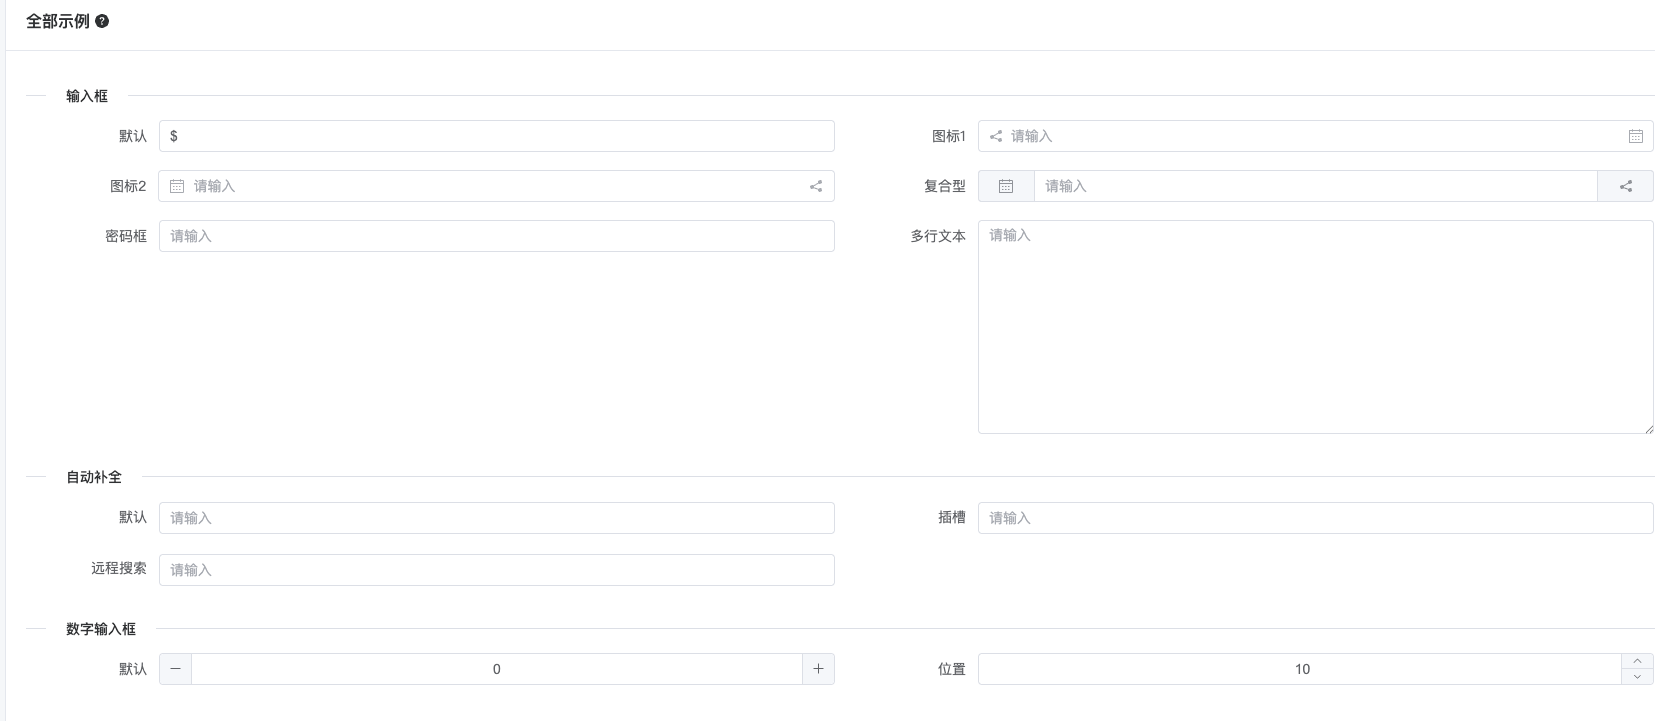 全部示例 ?
输入框
默认 $
图标1 请输入
图标2 请输入
复合型 请输入
密码框 请输入
多行文本 请输入
自动补全
默认 请输入
插槽 请输入
远程搜索 请输入
数字输入框
默认 0
位置 10